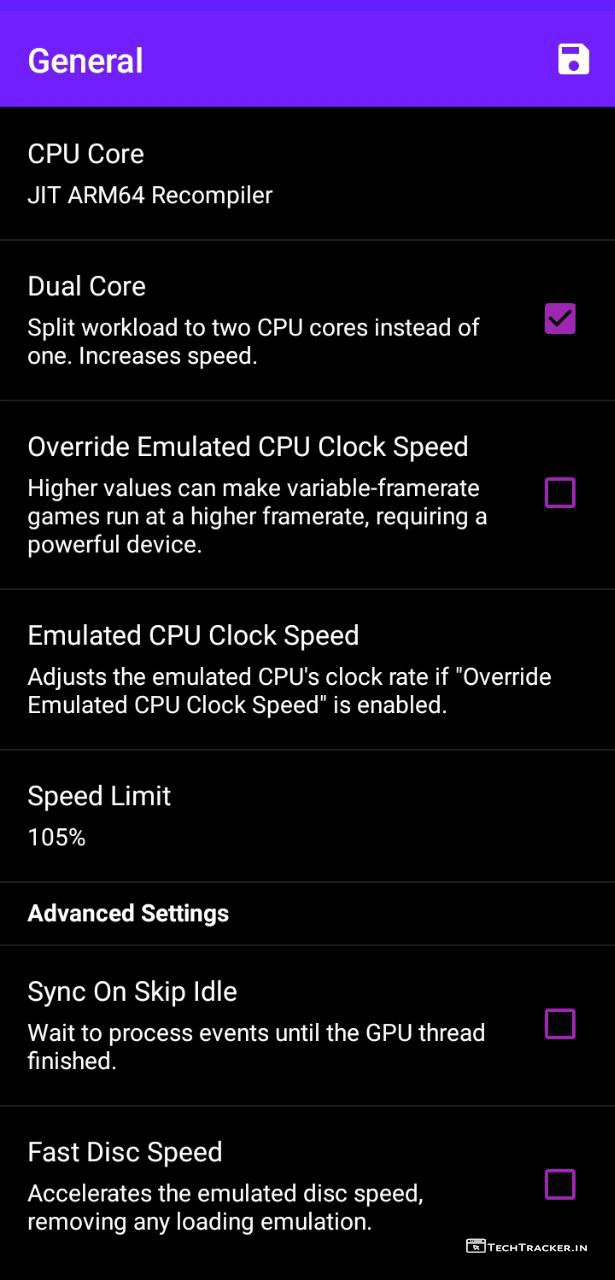 General
CPU Core
JIT ARM64 Recompiler
Dual Core
Split workload to two CPU cores instead of
one. Increases speed.
Override Emulated CPU Clock Speed
Higher values can make variable-framerate
games run at a higher framerate, requiring a
powerful device.
Emulated CPU Clock Speed
Adjusts the emulated CPU's clock rate if "Override
Emulated CPU Clock Speed" is enabled.
Speed Limit
105%
Advanced Settings
Sync On Skip Idle
Wait to process events until the GPU thread
finished.
Fast Disc Speed
Accelerates the emulated disc speed,
removing any loading emulation.
TECHTRACKER.IN